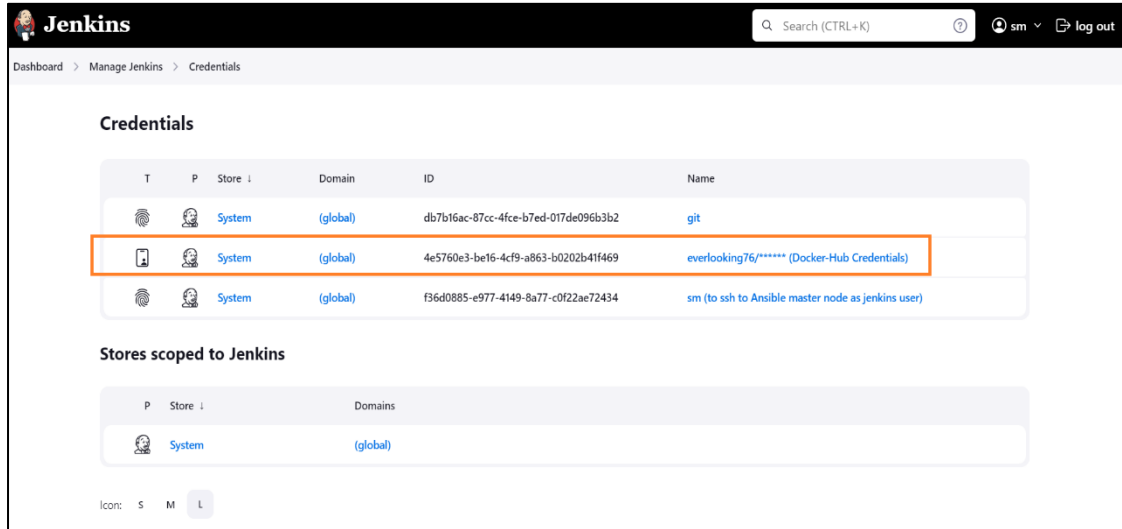 Jenkins
Search (CTRL+K) ? sm log out
Dashboard > Manage Jenkins > Credentials
Credentials
T P Store ↓ Domain ID Name
System (global) db7b16ac-87cc-4fce-b7ed-017de096b3b2 git
System (global) 4e5760e3-be16-4cf9-a863-b0202b41f469 everlooking76/****** (Docker-Hub Credentials)
System (global) f36d0885-e977-4149-8a77-c0f22ae72434 sm (to ssh to Ansible master node as jenkins user)
Stores scoped to Jenkins
P Store ↓ Domains
System (global)
Icon: S M L